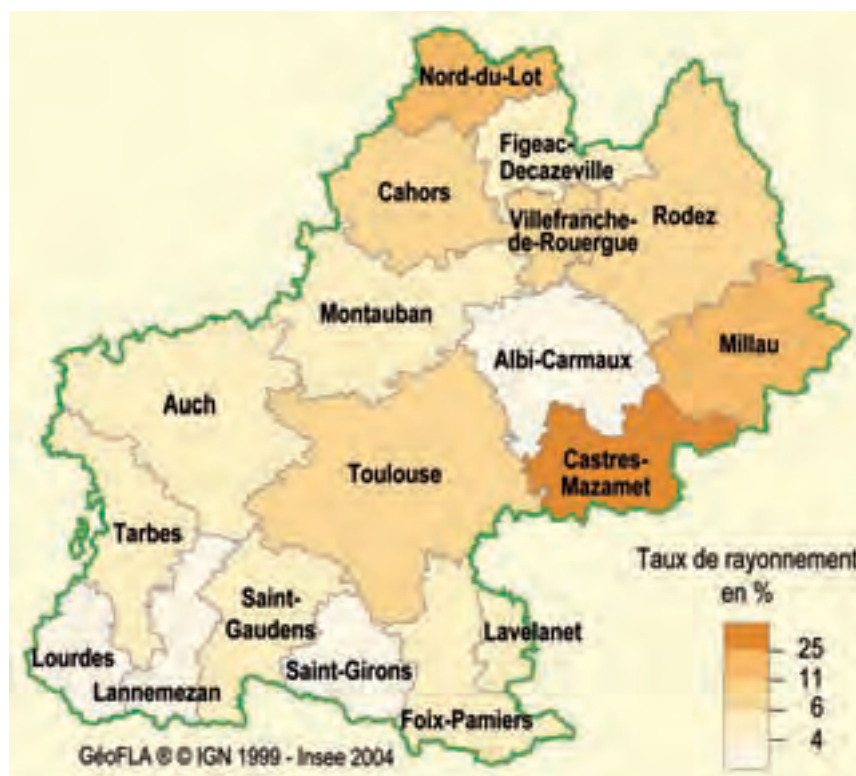 Nord-du-Lot
Figeac-
Decazeville
Cahors
Villefranche-
de-Rouergue
Rodez
Montauban
Albi-Carmaux
Millau
Auch
Castres-
Mazamet
Toulouse
Tarbes
Saint-
Gaudens
Lavelanet
Lourdes
Saint-Girons
Lannemezan
Foix-Pamiers
Taux de rayonnement
en %
25
11
6
4
GéoFLA ® © IGN 1999 - Insee 2004